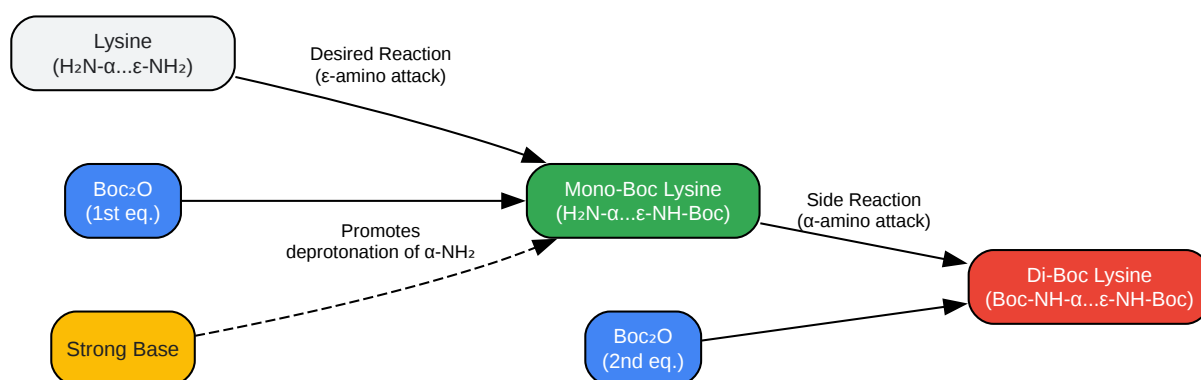 Lysine
(H₂N-α...ε-NH₂)
Desired Reaction
(ε-amino attack)
Boc₂O
(1st eq.)
Mono-Boc Lysine
(H₂N-α...ε-NH-Boc)
Side Reaction
(α-amino attack)
Promotes
deprotonation of α-NH₂
Di-Boc Lysine
(Boc-NH-α...ε-NH-Boc)
Strong Base
Boc₂O
(2nd eq.)